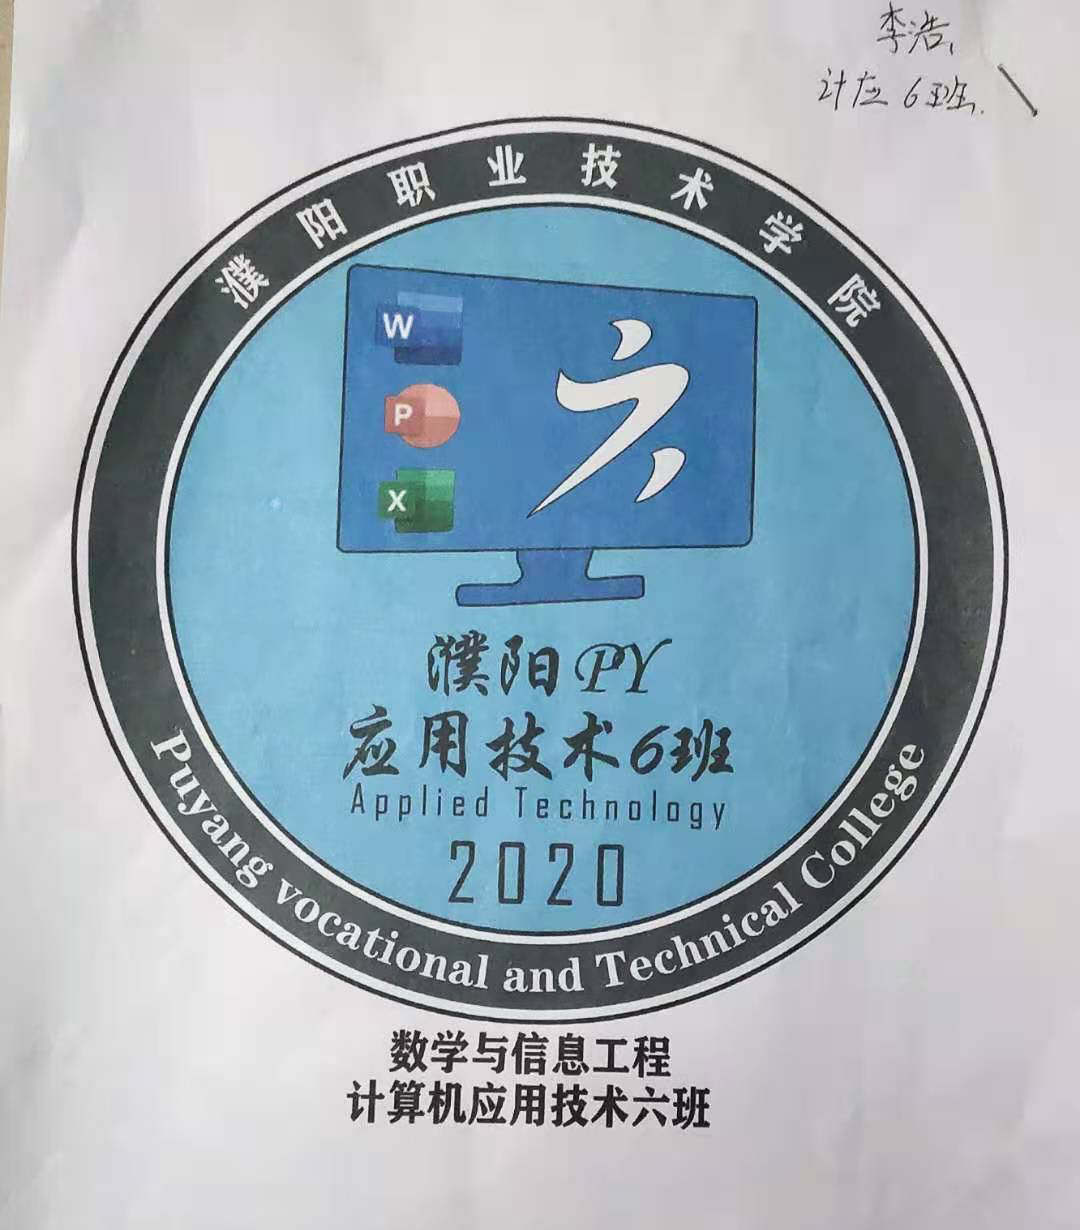 李浩
计应6班.
濮阳职业技术学院
W
六
P
X
濮阳PY
应用技术6班
Applied Technology
2020
Puyang vocational and Technical College
数学与信息工程
计算机应用技术六班